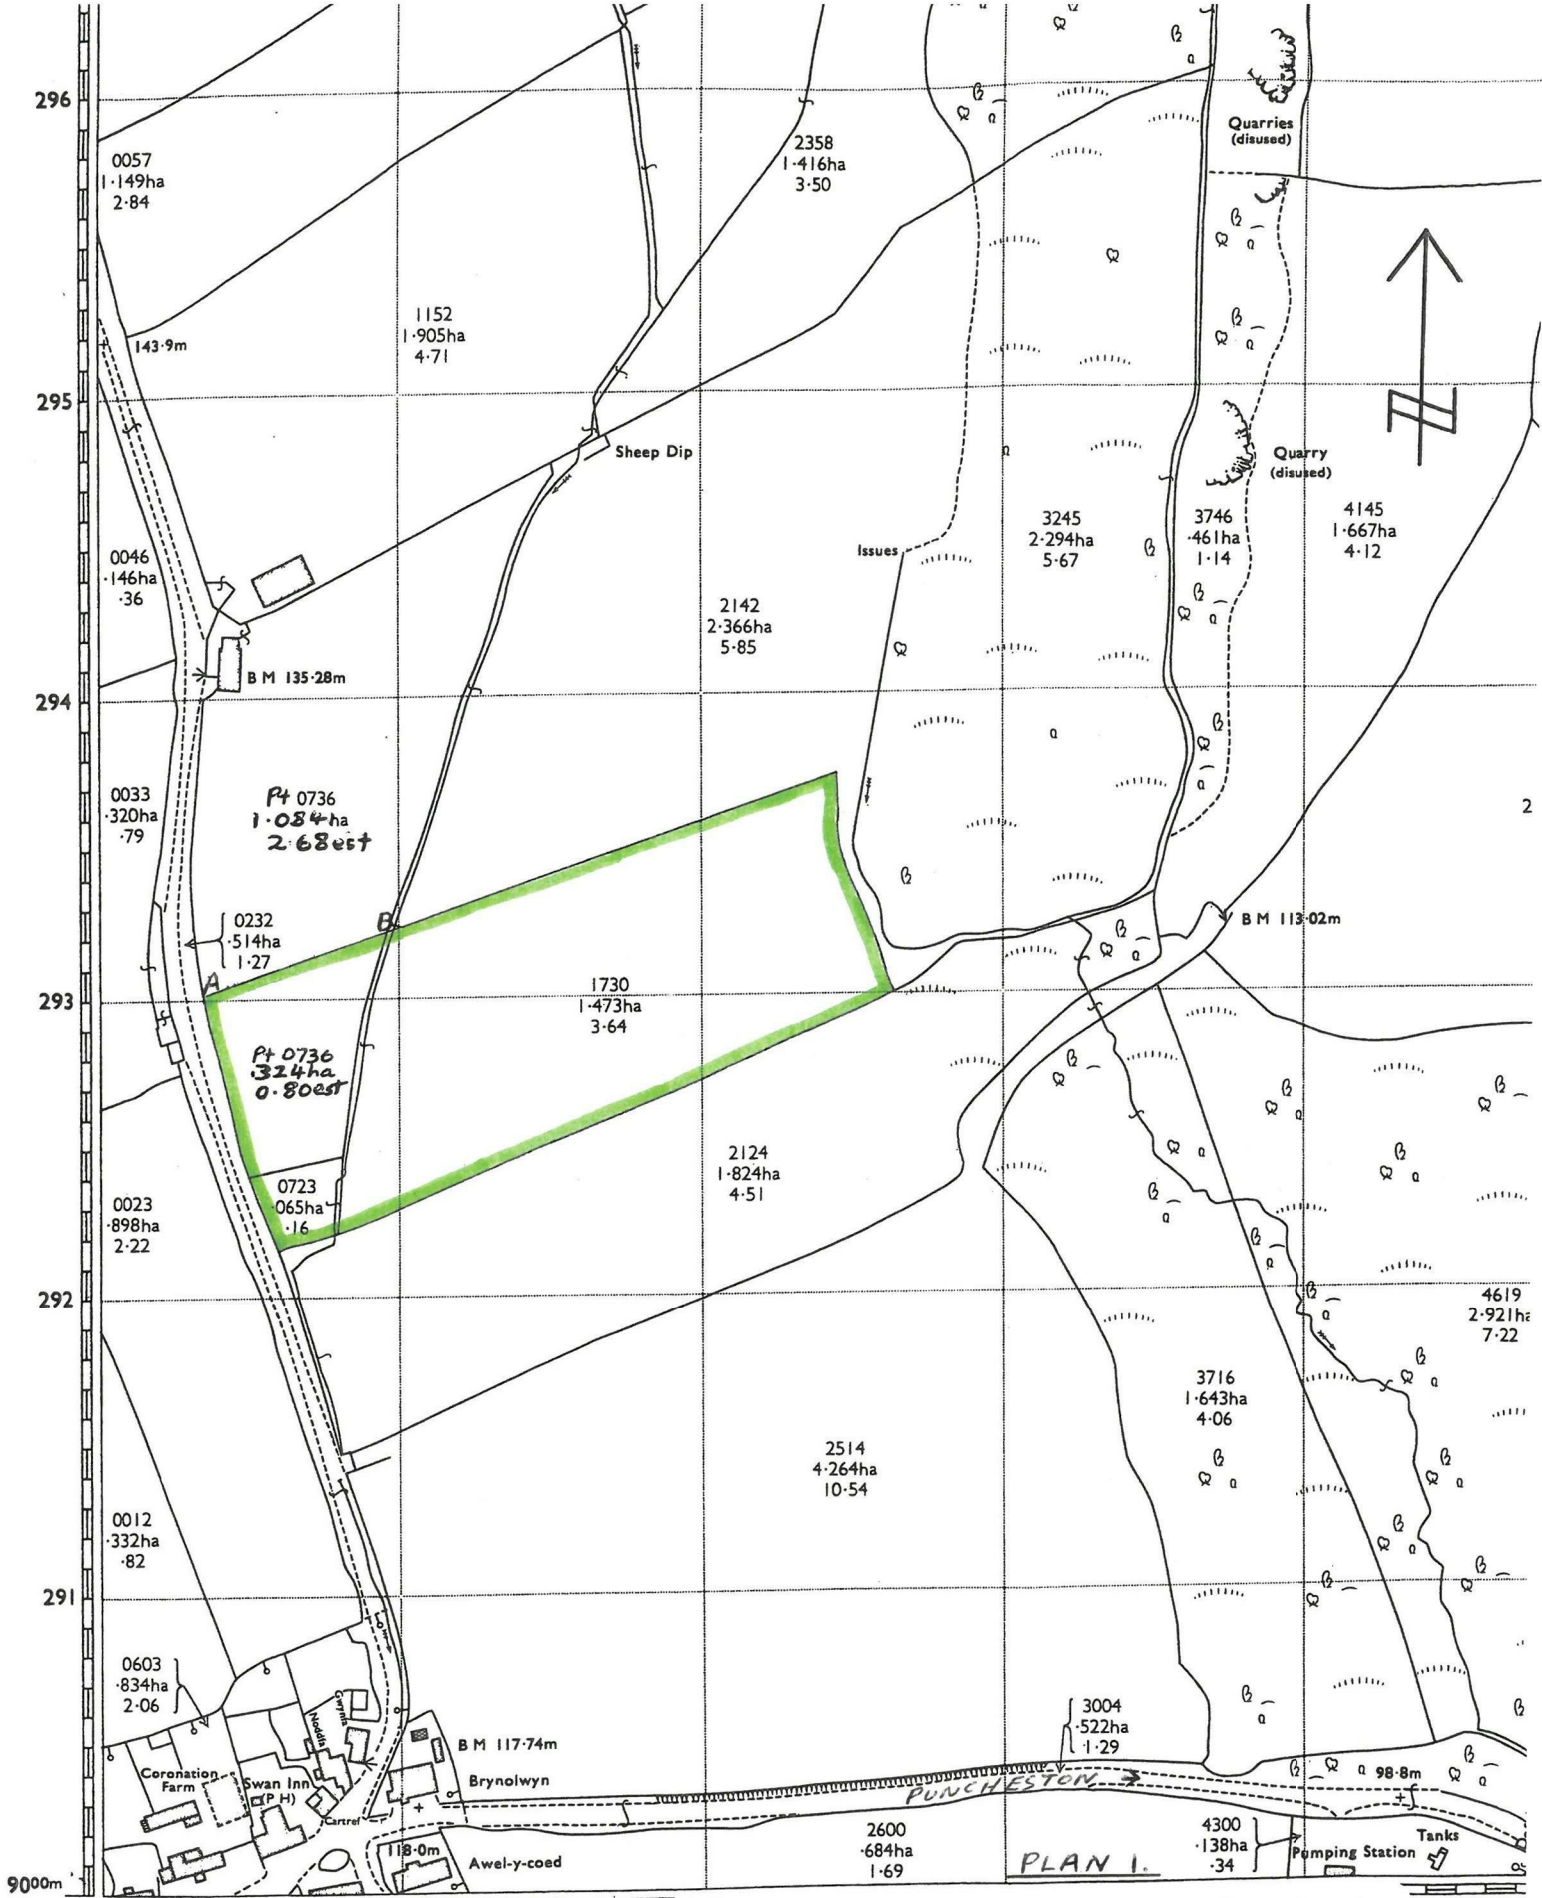 296
Quarries
(disused)
0057
1·149ha
2·84
2358
1·416ha
3·50
1152
1·905ha
4·71
143·9m
295
Sheep Dip
Quarry
(disused)
3245
2·294ha
5·67
3746
·461ha
1·14
4145
1·667ha
4·12
Issues
0046
·146ha
·36
2142
2·366ha
5·85
B M 135·28m
294
0033
·320ha
·79
Pt 0736
1·084ha
2·68est
2
0232
·514ha
1·27
B
B M 113·02m
A
293
1730
1·473ha
3·64
Pt 0736
·324ha
0·80est
2124
1·824ha
4·51
0723
·065ha
·16
0023
·898ha
2·22
292
4619
2·921ha
7·22
3716
1·643ha
4·06
2514
4·264ha
10·54
0012
·332ha
·82
291
0603
·834ha
2·06
Gwynfa
Noddfa
3004
·522ha
1·29
B M 117·74m
Coronation
Farm
Swan Inn
(P H)
Brynolwyn
98·8m
PUNCHESTON
Cartref
2600
·684ha
1·69
4300
·138ha
·34
Tanks
Pumping Station
118·0m
Awel-y-coed
PLAN 1.
9000m